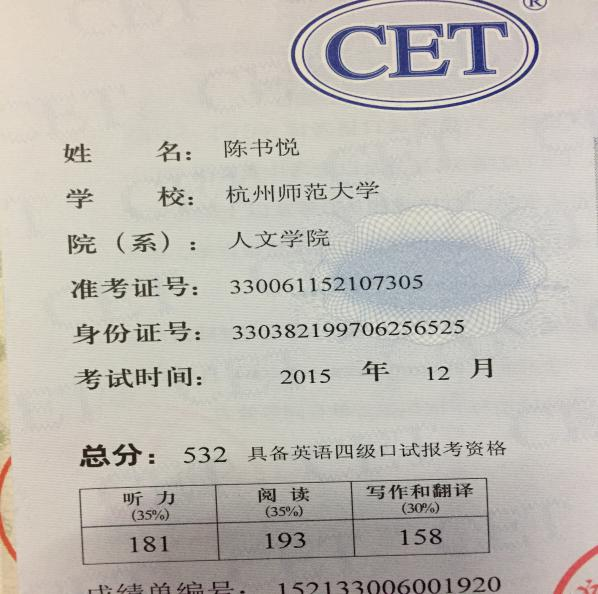 CET®
姓 名：陈书悦
学 校：杭州师范大学
院（系）：人文学院
准考证号：330061152107305
身份证号：330382199706256525
考试时间：2015 年 12 月
总分：532 具备英语四级口试报考资格
听 力 阅 读 写作和翻译
(35%) (35%) (30%)
181 193 158
成绩单编号：152133006001920